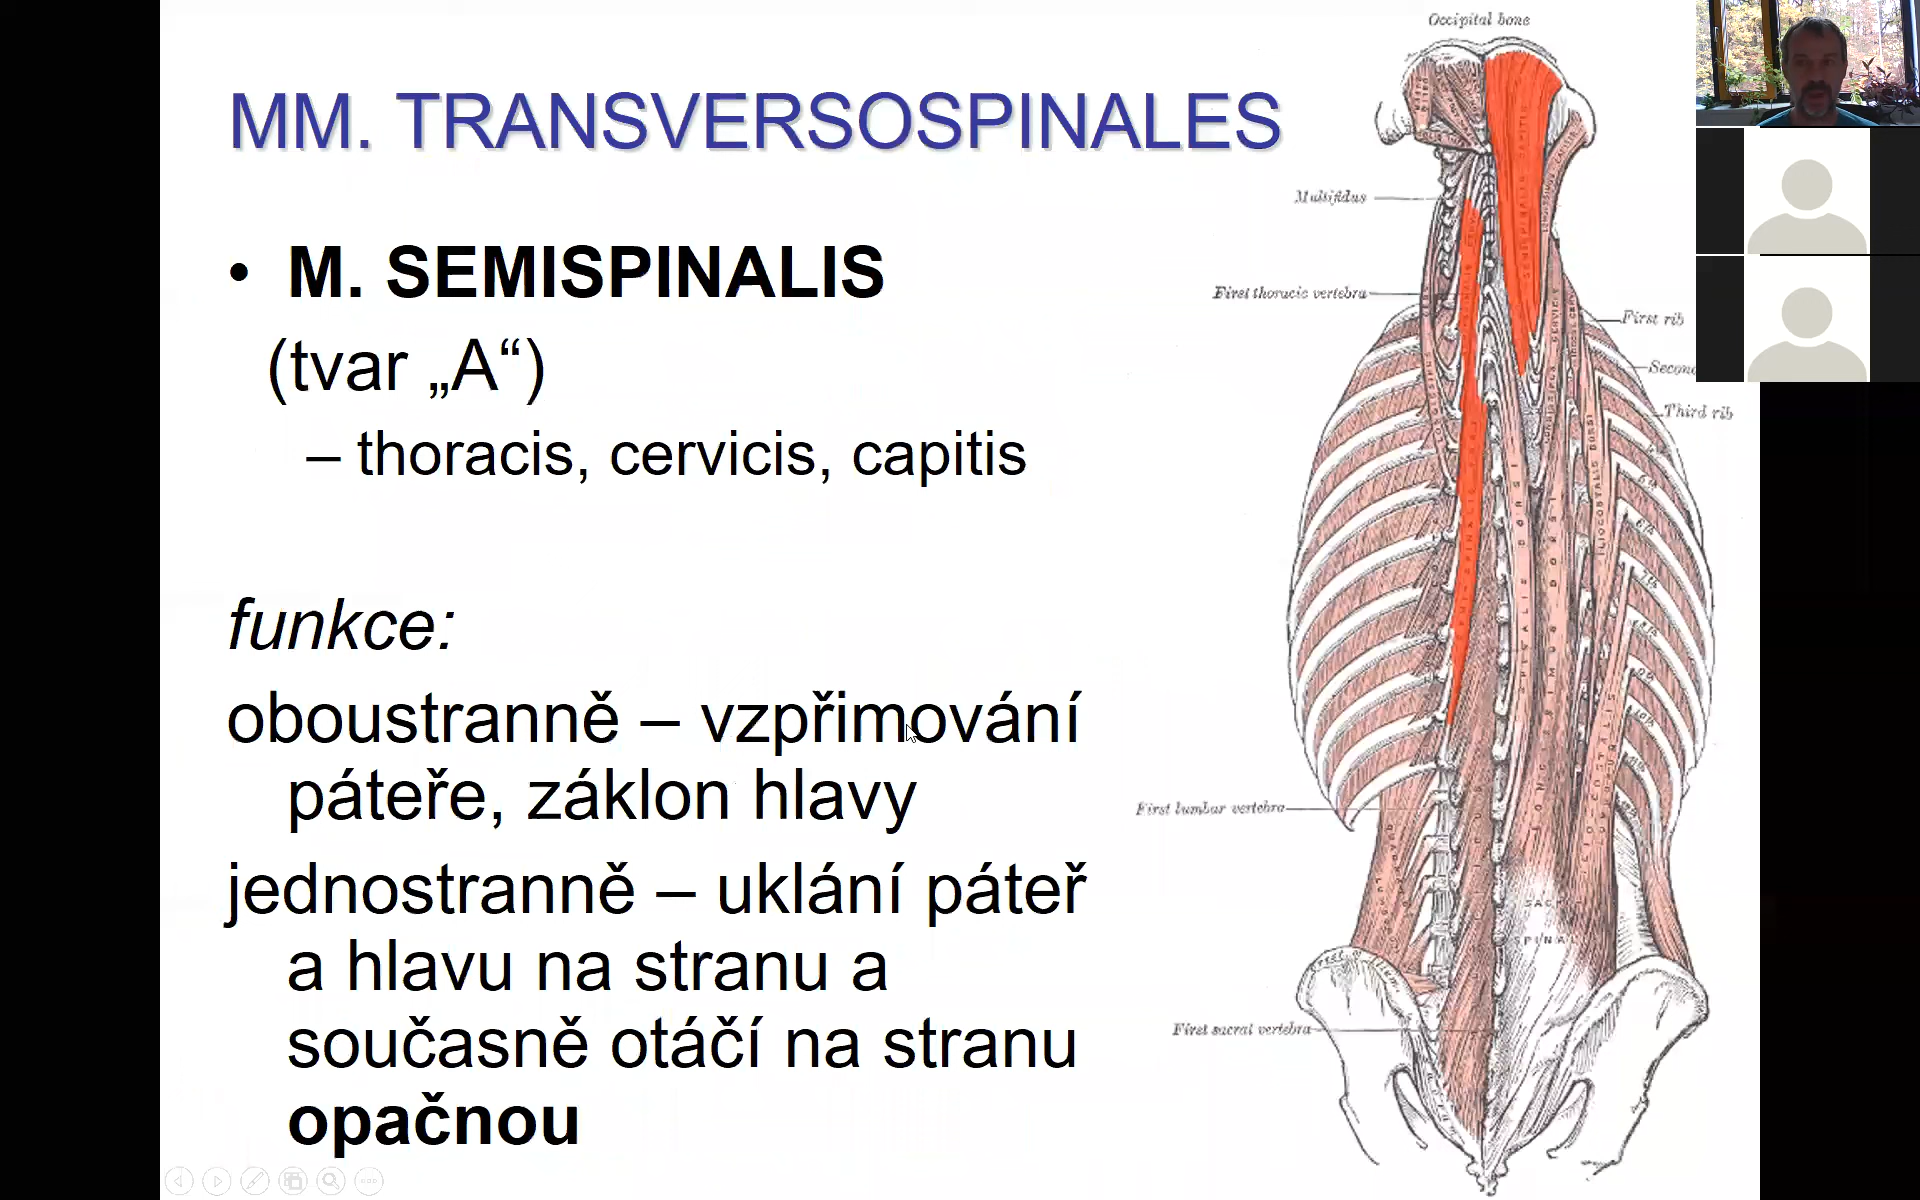 MM. TRANSVERSOSPINALES
• M. SEMISPINALIS
(tvar „A“)
– thoracis, cervicis, capitis
funkce:
oboustranně – vzpřimování
páteře, záklon hlavy
jednostranně – uklání páteř
a hlavu na stranu a
současně otáčí na stranu
opačnou
Occipital bone
Multifidus
First thoracic vertebra
First rib
Second
Third rib
First lumbar vertebra
First sacral vertebra